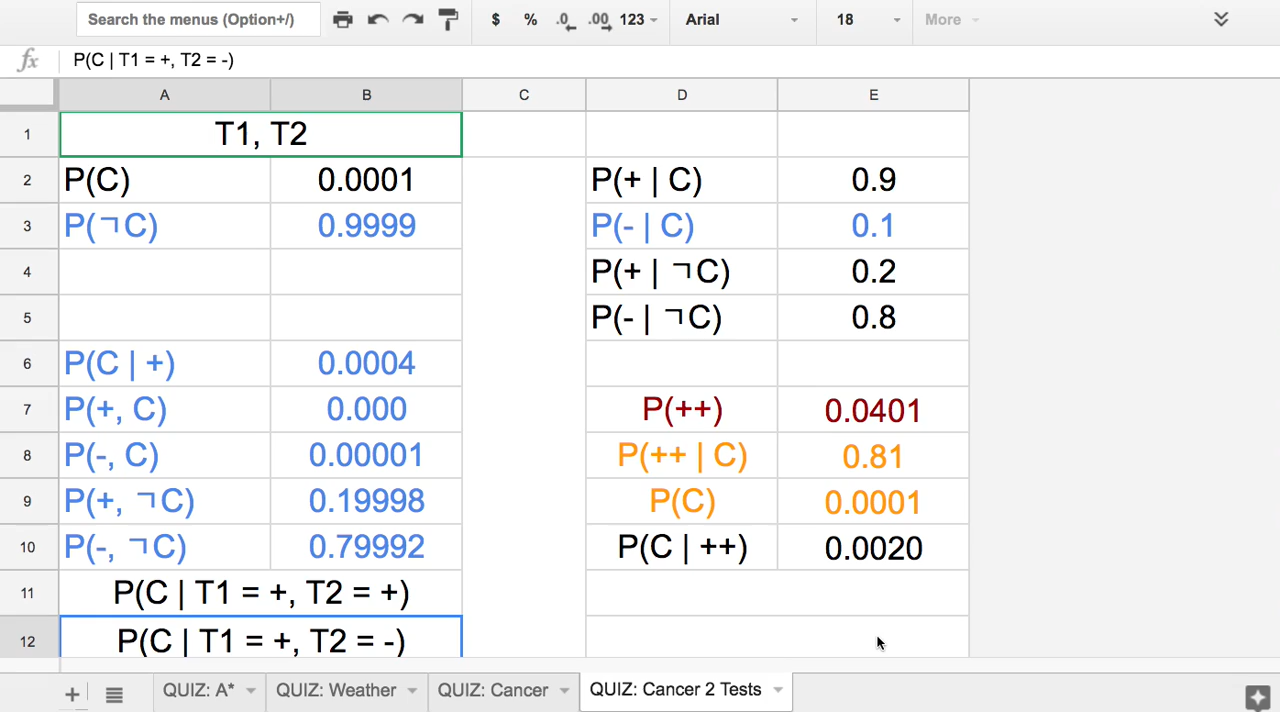 Search the menus (Option+/) $ % .0 .00 123 Arial 18 More
fx P(C | T1 = +, T2 = -)
A B C D E
1 T1, T2
2 P(C) 0.0001 P(+ | C) 0.9
3 P(¬C) 0.9999 P(- | C) 0.1
4 P(+ | ¬C) 0.2
5 P(- | ¬C) 0.8
6 P(C | +) 0.0004
7 P(+, C) 0.000 P(++) 0.0401
8 P(-, C) 0.00001 P(++ | C) 0.81
9 P(+, ¬C) 0.19998 P(C) 0.0001
10 P(-, ¬C) 0.79992 P(C | ++) 0.0020
11 P(C | T1 = +, T2 = +)
12 P(C | T1 = +, T2 = -)
QUIZ: A* QUIZ: Weather QUIZ: Cancer QUIZ: Cancer 2 Tests